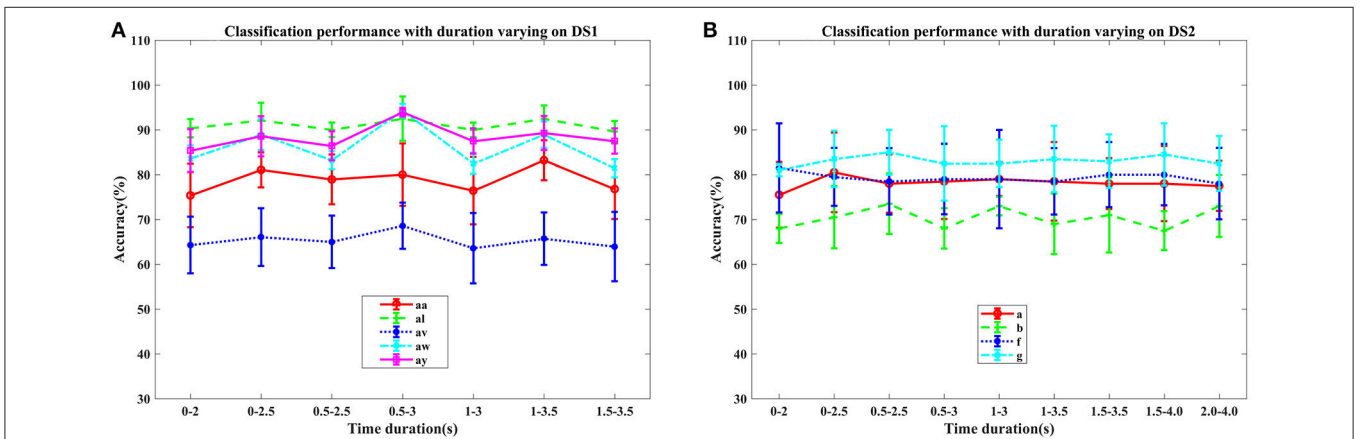 A
Classification performance with duration varying on DS1
110
100
90
80
70
60
50
40
30
Accuracy(%)
aa
al
av
aw
ay
0-2
0-2.5
0.5-2.5
0.5-3
1-3
1-3.5
1.5-3.5
Time duration(s)
B
Classification performance with duration varying on DS2
110
100
90
80
70
60
50
40
30
Accuracy(%)
a
b
f
g
0-2
0-2.5
0.5-2.5
0.5-3
1-3
1-3.5
1.5-3.5
1.5-4.0
2.0-4.0
Time duration(s)